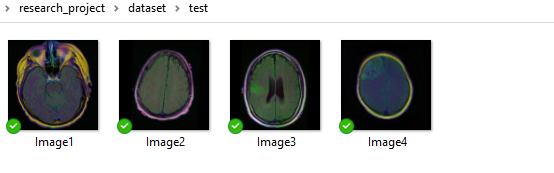 research_project > dataset > test
Image1 Image2 Image3 Image4